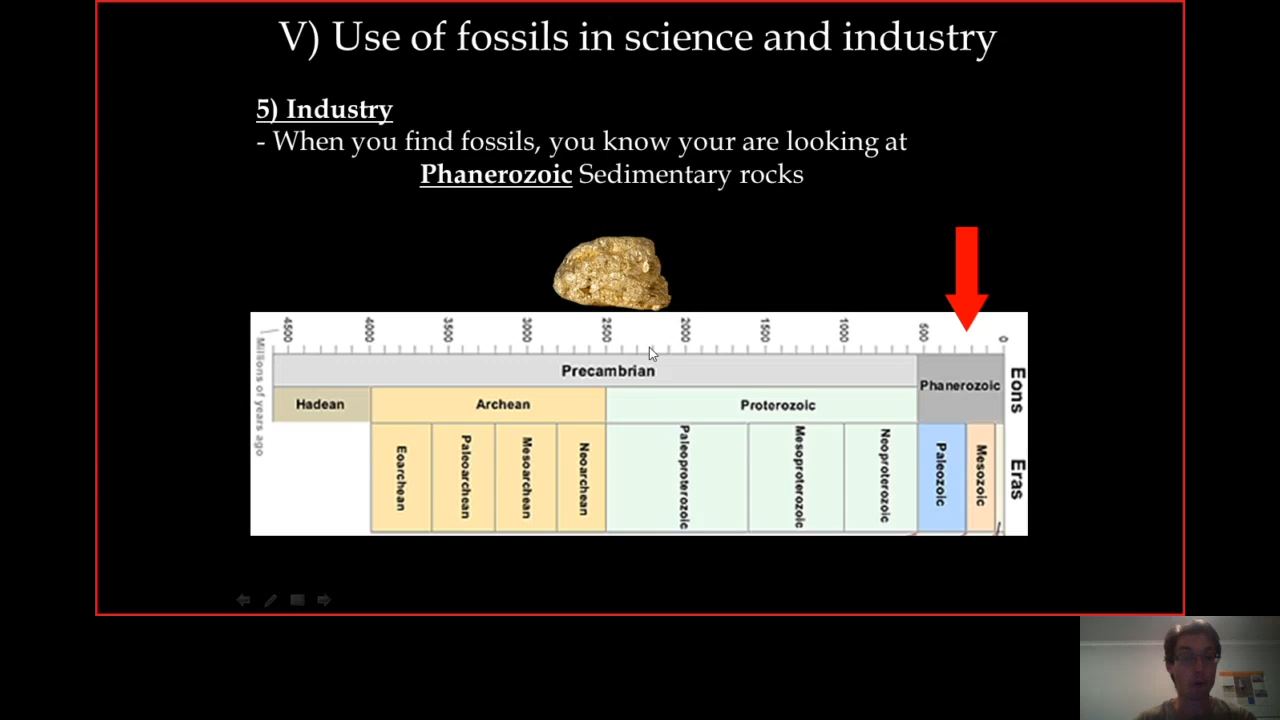 V) Use of fossils in science and industry
5) Industry
- When you find fossils, you know your are looking at
Phanerozoic Sedimentary rocks
4500 4000 3500 3000 2500 2000 1500 1000 500 0
Millions of years ago
Precambrian Phanerozoic Eons
Hadean Archean Proterozoic
Eoarchean Paleoarchean Mesoarchean Neoarchean Paleoproterozoic Mesoproterozoic Neoproterozoic Paleozoic Mesozoic Eras